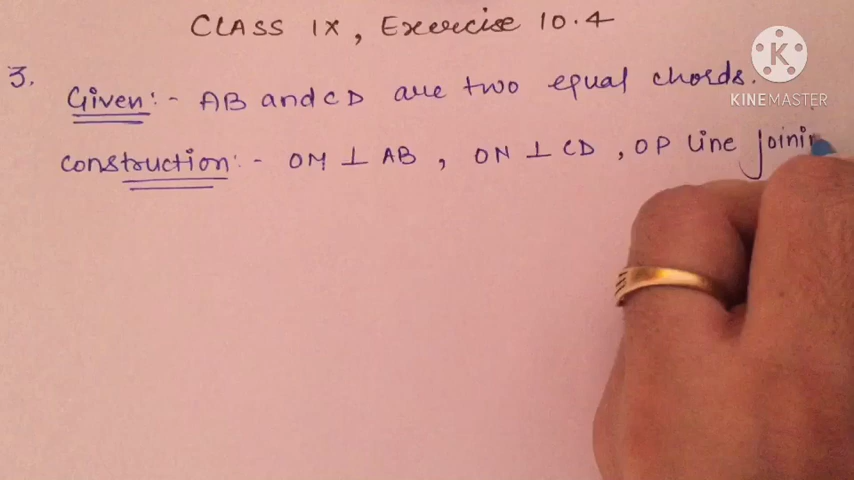 CLASS IX, Exercise 10.4
3. Given:- AB and CD are two equal chords.
K
KINEMASTER
Construction:- OM ⊥ AB, ON ⊥ CD, OP line joinin